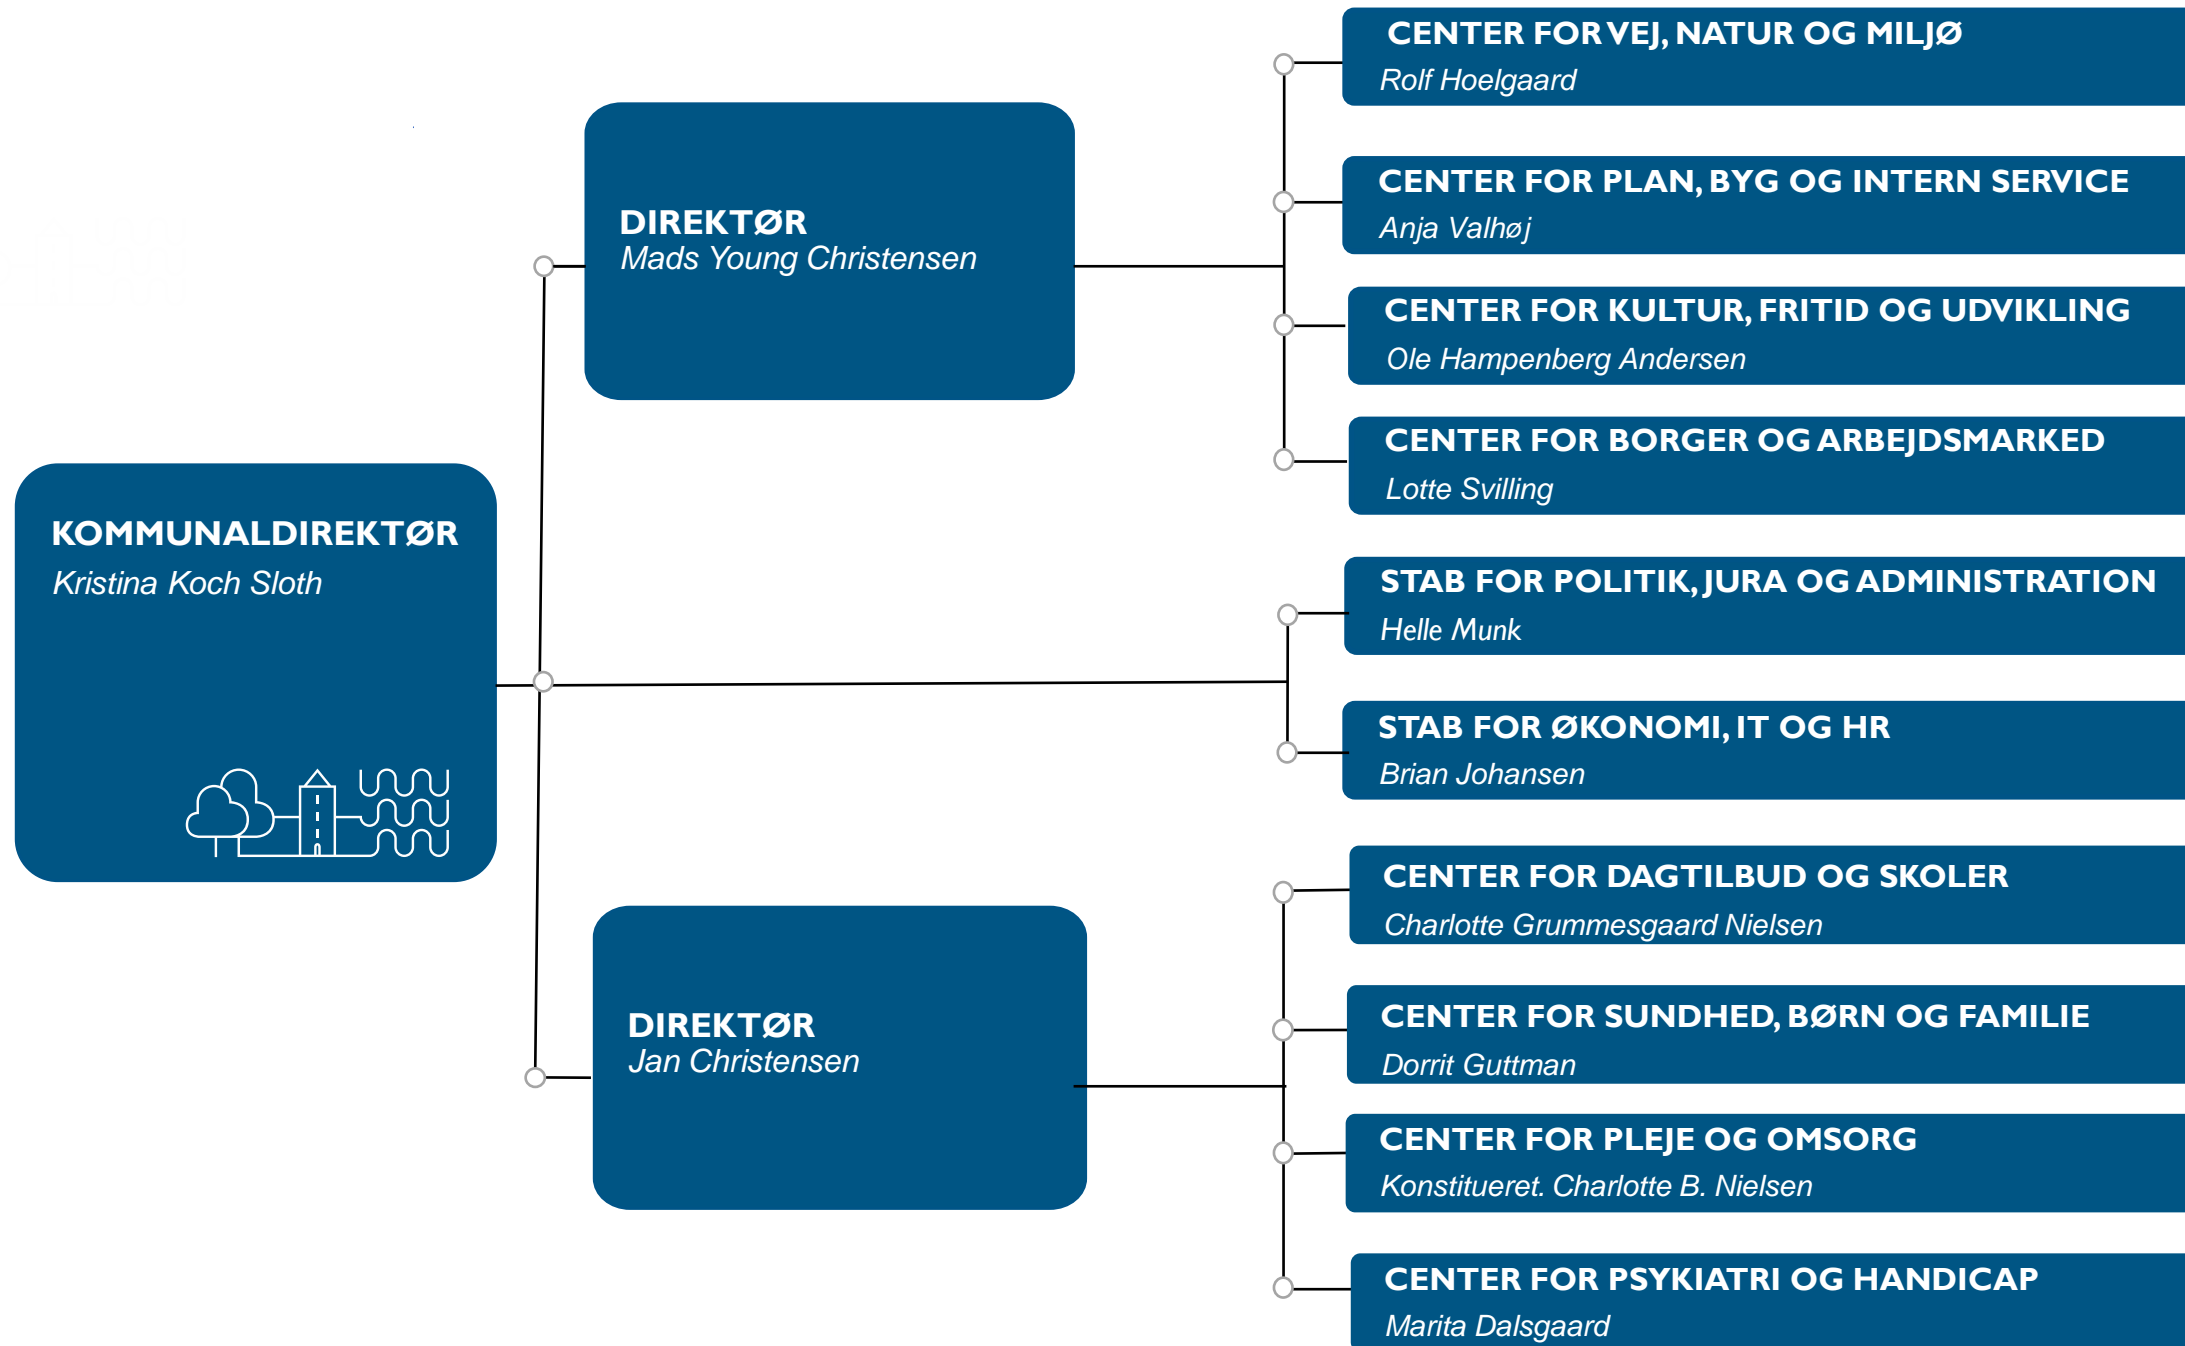 KOMMUNALDIREKTØR
Kristina Koch Sloth
DIREKTØR
Mads Young Christensen
CENTER FOR VEJ, NATUR OG MILJØ
Rolf Hoelgaard
CENTER FOR PLAN, BYG OG INTERN SERVICE
Anja Valhøj
CENTER FOR KULTUR, FRITID OG UDVIKLING
Ole Hampenberg Andersen
CENTER FOR BORGER OG ARBEJDSMARKED
Lotte Svilling
STAB FOR POLITIK, JURA OG ADMINISTRATION
Helle Munk
STAB FOR ØKONOMI, IT OG HR
Brian Johansen
DIREKTØR
Jan Christensen
CENTER FOR DAGTILBUD OG SKOLER
Charlotte Grummesgaard Nielsen
CENTER FOR SUNDHED, BØRN OG FAMILIE
Dorrit Guttman
CENTER FOR PLEJE OG OMSORG
Konstitueret. Charlotte B. Nielsen
CENTER FOR PSYKIATRI OG HANDICAP
Marita Dalsgaard